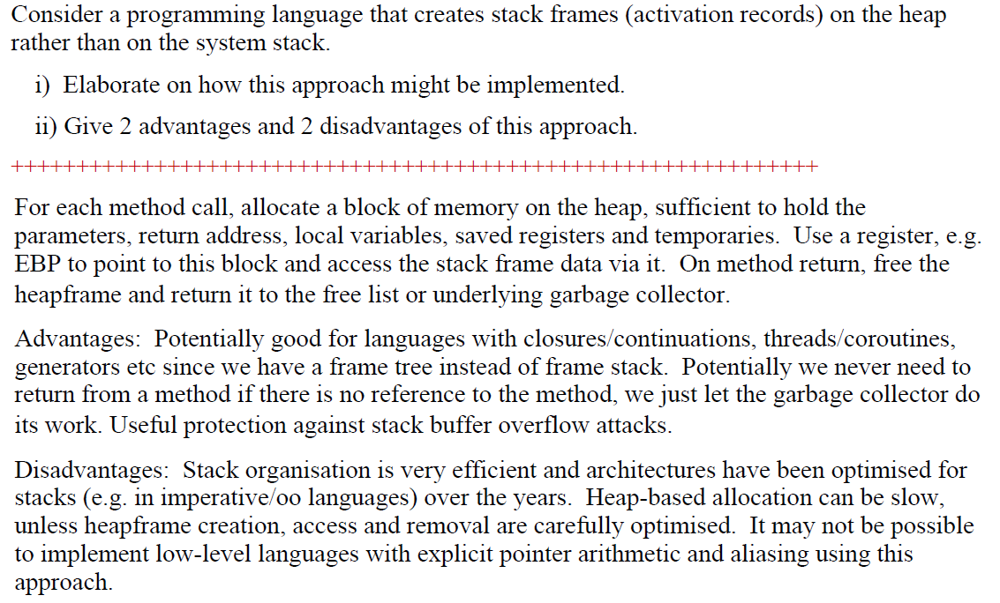 Consider a programming language that creates stack frames (activation records) on the heap
rather than on the system stack.
i) Elaborate on how this approach might be implemented.
ii) Give 2 advantages and 2 disadvantages of this approach.
++++++++++++++++++++++++++++++++++++++++++++++++++++++++++++++
For each method call, allocate a block of memory on the heap, sufficient to hold the
parameters, return address, local variables, saved registers and temporaries. Use a register, e.g.
EBP to point to this block and access the stack frame data via it. On method return, free the
heapframe and return it to the free list or underlying garbage collector.
Advantages: Potentially good for languages with closures/continuations, threads/coroutines,
generators etc since we have a frame tree instead of frame stack. Potentially we never need to
return from a method if there is no reference to the method, we just let the garbage collector do
its work. Useful protection against stack buffer overflow attacks.
Disadvantages: Stack organisation is very efficient and architectures have been optimised for
stacks (e.g. in imperative/oo languages) over the years. Heap-based allocation can be slow,
unless heapframe creation, access and removal are carefully optimised. It may not be possible
to implement low-level languages with explicit pointer arithmetic and aliasing using this
approach.